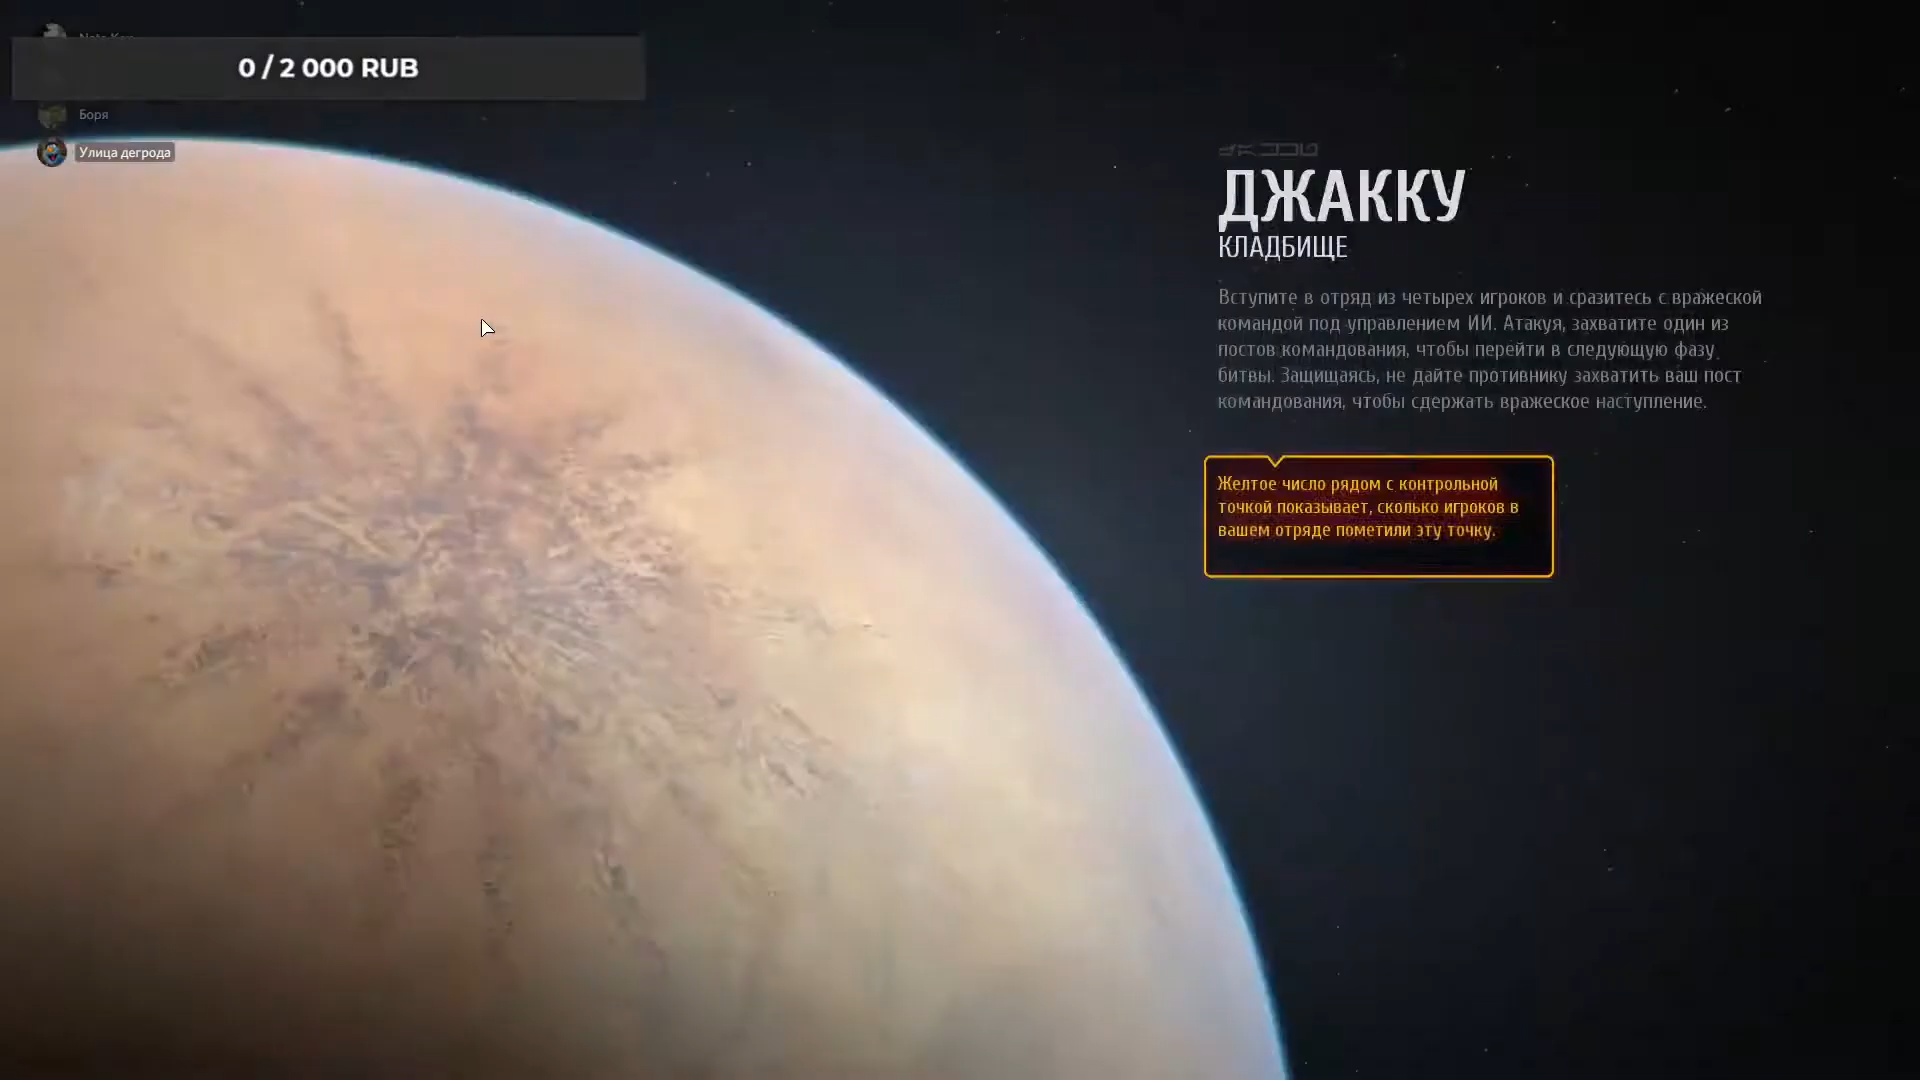 0 / 2 000 RUB
Боря
Улица дегрода
ДЖАККУ
КЛАДБИЩЕ
Вступите в отряд из четырех игроков и сразитесь с вражеской
командой под управлением ИИ. Атакуя, захватите один из
постов командования, чтобы перейти в следующую фазу
битвы. Защищаясь, не дайте противнику захватить ваш пост
командования, чтобы сдержать вражеское наступление.
Желтое число рядом с контрольной
точкой показывает, сколько игроков в
вашем отряде пометили эту точку.